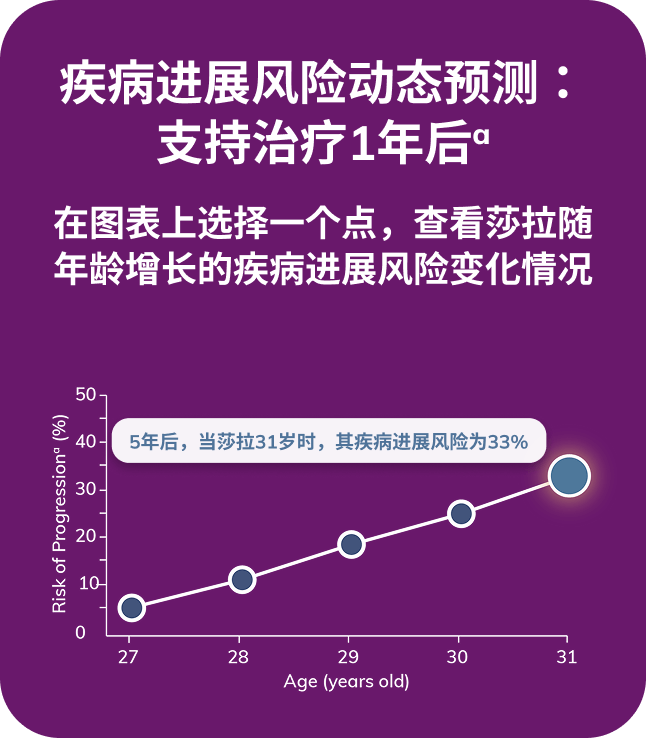 疾病进展风险动态预测：
支持治疗1年后ᵅ
在图表上选择一个点，查看莎拉随
年龄增长的疾病进展风险变化情况
50
40
30
20
10
0
Risk of Progressionᵅ (%)
5年后，当莎拉31岁时，其疾病进展风险为33%
27 28 29 30 31
Age (years old)